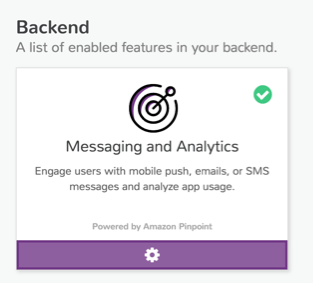 Backend
A list of enabled features in your backend.
Messaging and Analytics
Engage users with mobile push, emails, or SMS
messages and analyze app usage.
Powered by Amazon Pinpoint